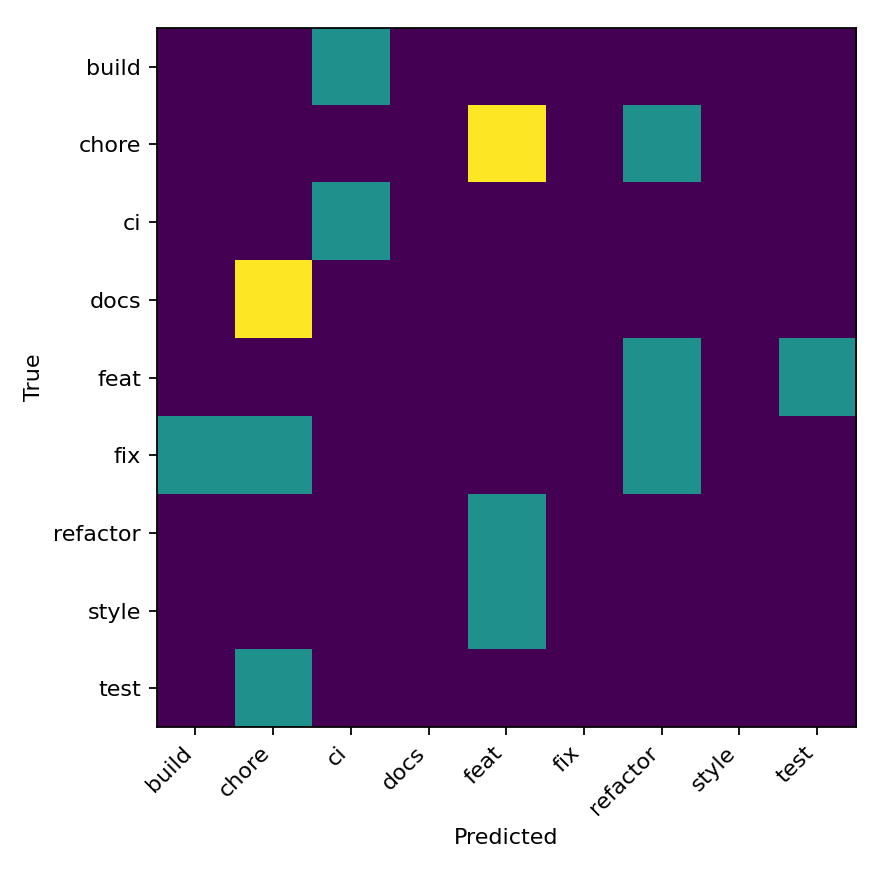 build
chore
ci
docs
feat
fix
refactor
style
test
True
build
chore
ci
docs
feat
fix
refactor
style
test
Predicted